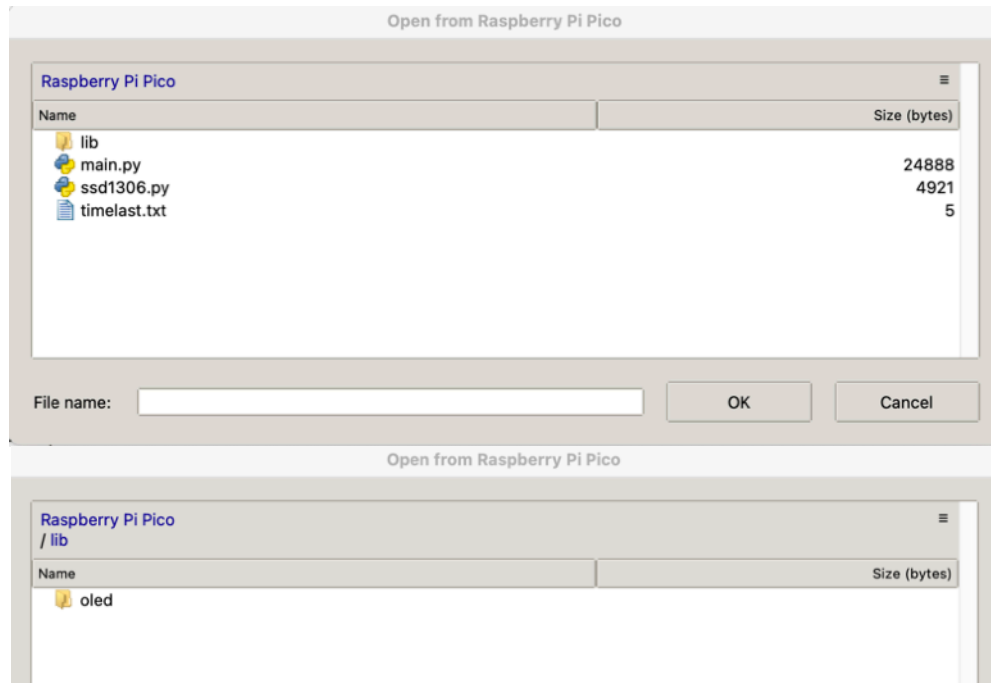 Open from Raspberry Pi Pico
Raspberry Pi Pico
Name Size (bytes)
lib
main.py 24888
ssd1306.py 4921
timelast.txt 5
File name: OK Cancel
Open from Raspberry Pi Pico
Raspberry Pi Pico
/ lib
Name Size (bytes)
oled